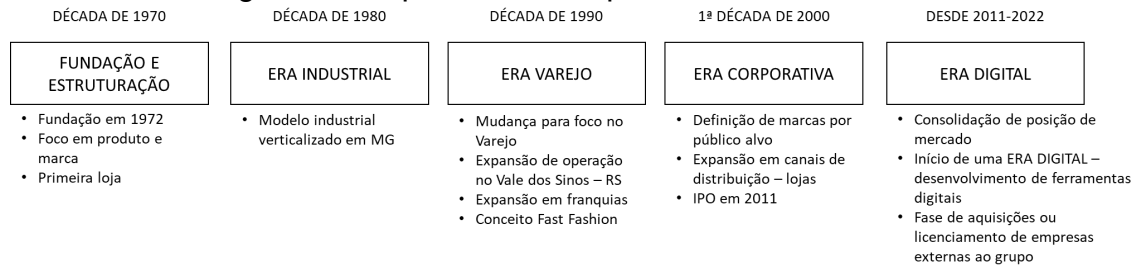 DÉCADA DE 1970
DÉCADA DE 1980
DÉCADA DE 1990
1ª DÉCADA DE 2000
DESDE 2011-2022
FUNDAÇÃO E
ESTRUTURAÇÃO
ERA INDUSTRIAL
ERA VAREJO
ERA CORPORATIVA
ERA DIGITAL
• Fundação em 1972
• Foco em produto e
marca
• Primeira loja
• Modelo industrial
verticalizado em MG
• Mudança para foco no
Varejo
• Expansão de operação
no Vale dos Sinos – RS
• Expansão em franquias
• Conceito Fast Fashion
• Definição de marcas por
público alvo
• Expansão em canais de
distribuição – lojas
• IPO em 2011
• Consolidação de posição de
mercado
• Início de uma ERA DIGITAL –
desenvolvimento de ferramentas
digitais
• Fase de aquisições ou
licenciamento de empresas
externas ao grupo